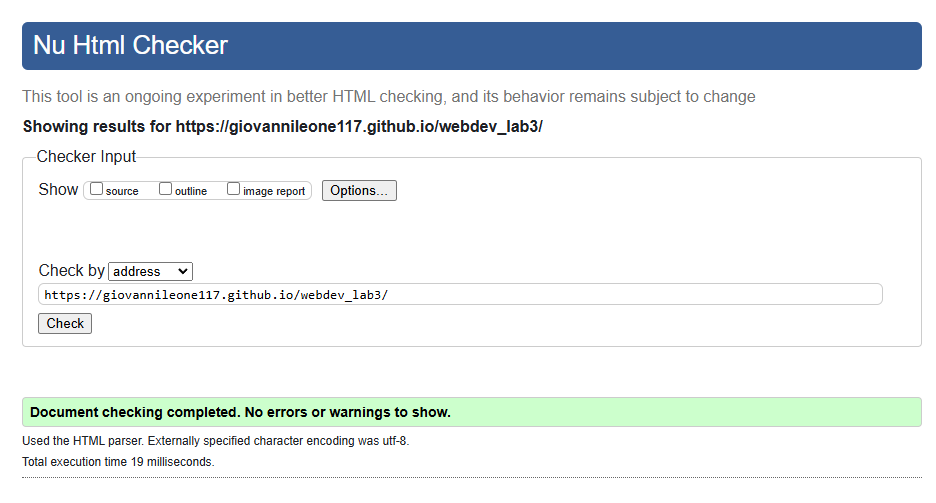 Nu Html Checker
This tool is an ongoing experiment in better HTML checking, and its behavior remains subject to change
Showing results for https://giovannileone117.github.io/webdev_lab3/
Checker Input
Show source outline image report Options...
Check by address
https://giovannileone117.github.io/webdev_lab3/
Check
Document checking completed. No errors or warnings to show.
Used the HTML parser. Externally specified character encoding was utf-8.
Total execution time 19 milliseconds.